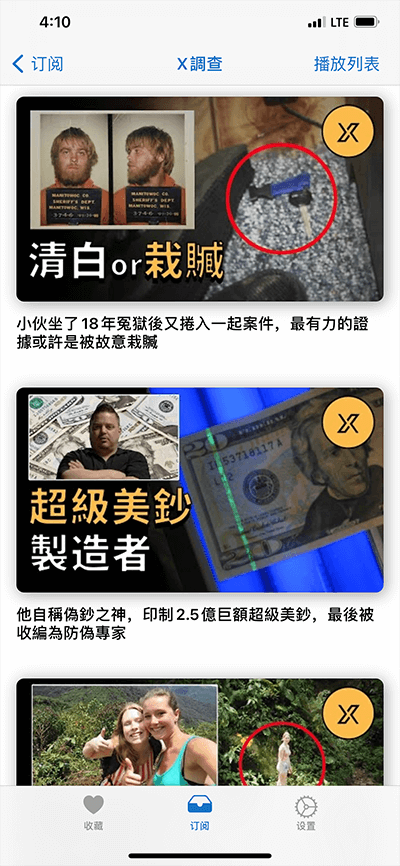 4:10
LTE
订阅
X調查
播放列表
MANITOWOC CO
SHERIFF'S DEPT
MANITOWOC, WIS.
MANITOWOC CO
SHERIFF'S DEPT
MANITOWOC, WIS.
清白or栽贓
小伙坐了18年冤獄後又捲入一起案件，最有力的證
據或許是被故意栽贓
20
超級美鈔
製造者
他自稱偽鈔之神，印制2.5億巨額超級美鈔，最後被
收編為防偽專家
收藏
订阅
设置